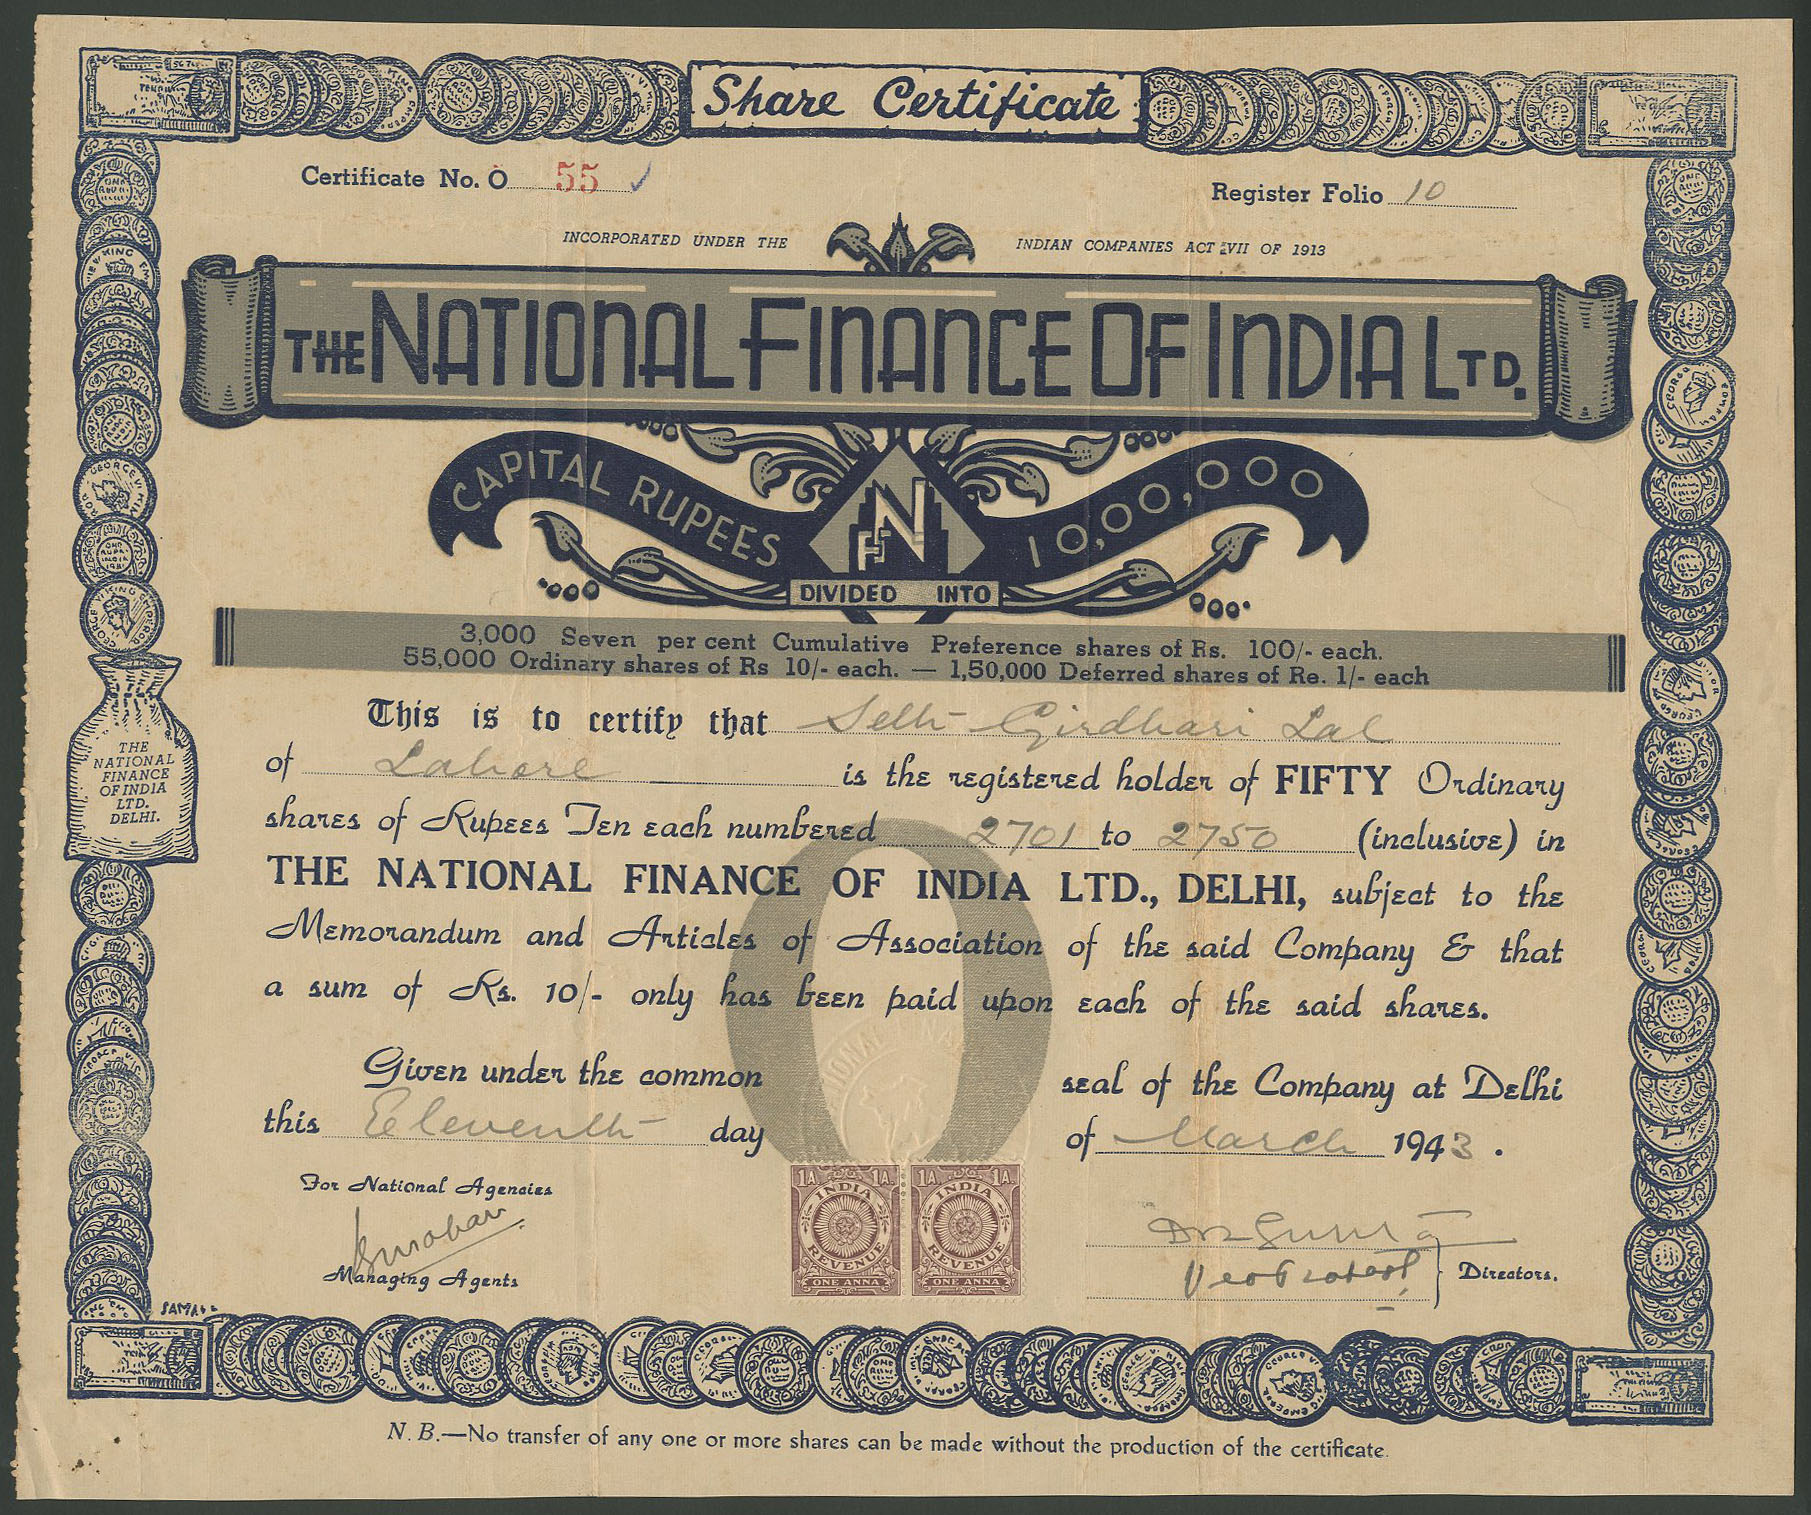 Share Certificate
Certificate No. O 55
Register Folio 10
INCORPORATED UNDER THE INDIAN COMPANIES ACT VII OF 1913
THE NATIONAL FINANCE OF INDIA LTD.
CAPITAL RUPEES 10,00,000
NFI
DIVIDED INTO
3,000 Seven per cent Cumulative Preference shares of Rs. 100/- each.
55,000 Ordinary shares of Rs 10/- each. — 1,50,000 Deferred shares of Re. 1/- each
This is to certify that Seth Girdhari Lal
of Lahore is the registered holder of FIFTY Ordinary
shares of Rupees Ten each numbered 2701 to 2750 (inclusive) in
THE NATIONAL FINANCE OF INDIA LTD., DELHI, subject to the
Memorandum and Articles of Association of the said Company & that
a sum of Rs. 10/- only has been paid upon each of the said shares.
O
Given under the common seal of the Company at Delhi
this Eleventh day of March 1943.
For National Agencies
Managing Agents
Directors.
1A 1A
INDIA
REVENUE
ONE ANNA
1A 1A
INDIA
REVENUE
ONE ANNA
THE
NATIONAL
FINANCE
OF INDIA
LTD.
DELHI.
N. B.—No transfer of any one or more shares can be made without the production of the certificate.